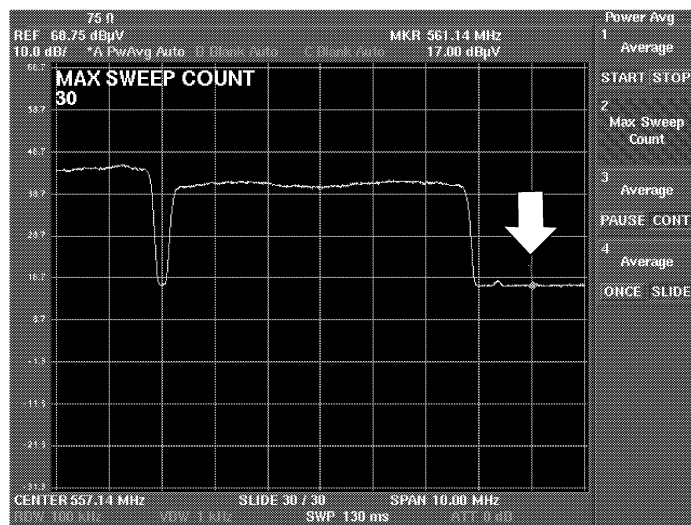 75 Ω
REF 68.75 dBµV
MKR 561.14 MHz
10.0 dB/ *A PwAvg Auto B Blank Auto C Blank Auto 17.00 dBµV
MAX SWEEP COUNT
30
58.7
48.7
38.7
28.7
18.7
8.7
-1.3
-11.3
-21.3
-31.3
CENTER 557.14 MHz SLIDE 30 / 30 SPAN 10.00 MHz
RBW 100 kHz VBW 1 kHz SWP 130 ms ATT 0 dB
Power Avg
1
Average
START STOP
2
Max Sweep
Count
3
Average
PAUSE CONT
4
Average
ONCE SLIDE